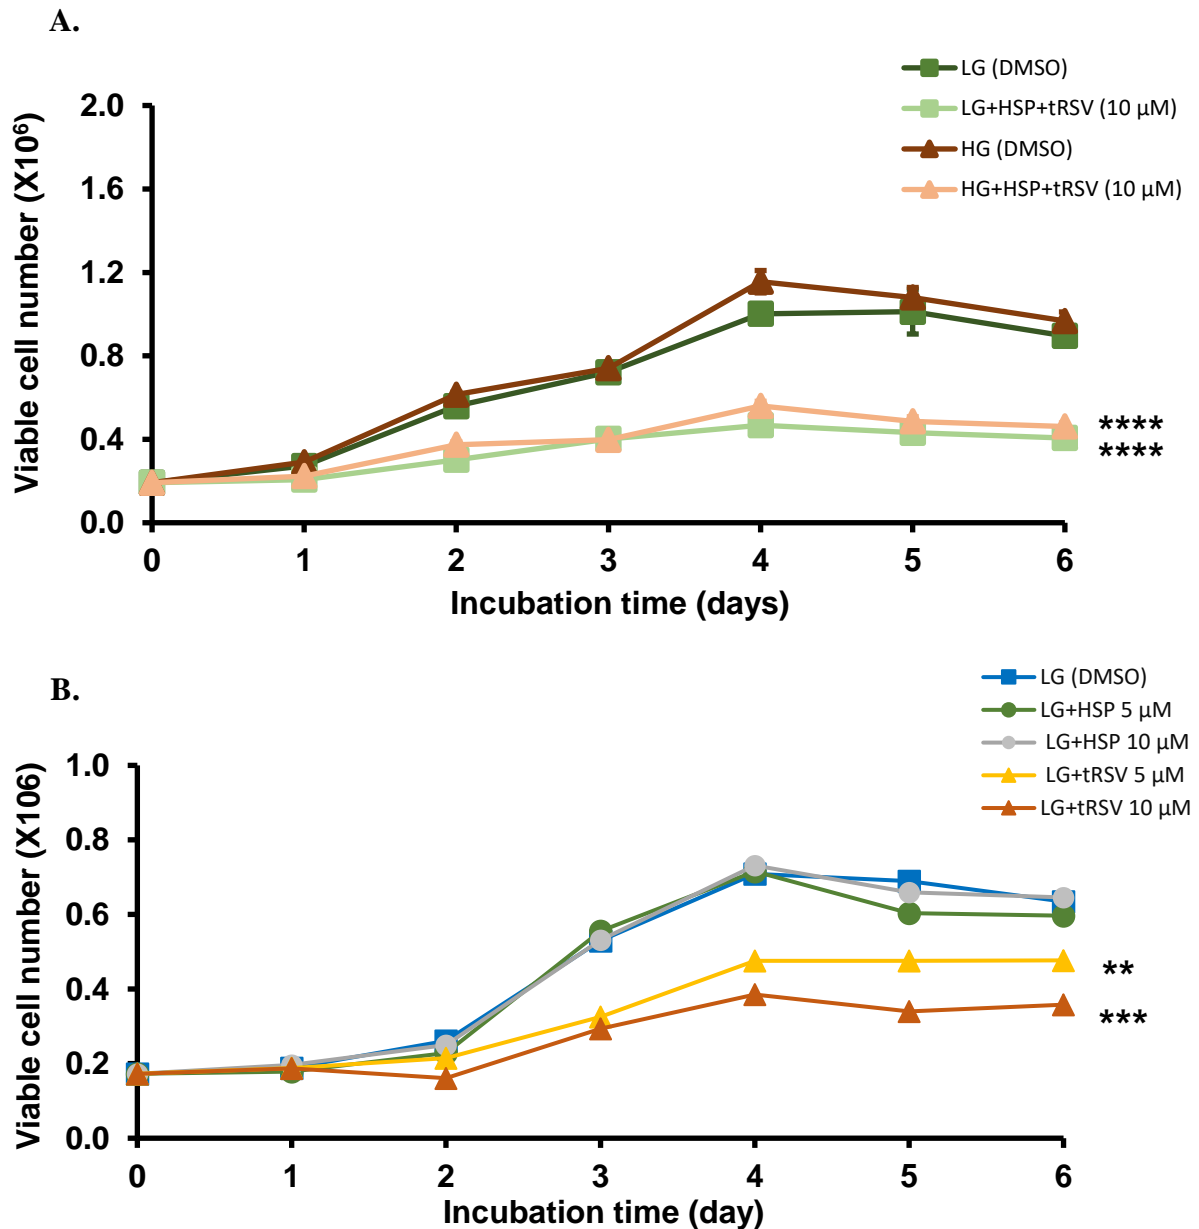 A.
LG (DMSO)
LG+HSP+tRSV (10 μM)
HG (DMSO)
HG+HSP+tRSV (10 μM)
Viable cell number (X10⁶)
2.0
1.6
1.2
0.8
0.4
0.0
****
****
0 1 2 3 4 5 6
Incubation time (days)
B.
LG (DMSO)
LG+HSP 5 μM
LG+HSP 10 μM
LG+tRSV 5 μM
LG+tRSV 10 μM
Viable cell number (X106)
1.0
0.8
0.6
0.4
0.2
0.0
**
***
0 1 2 3 4 5 6
Incubation time (day)